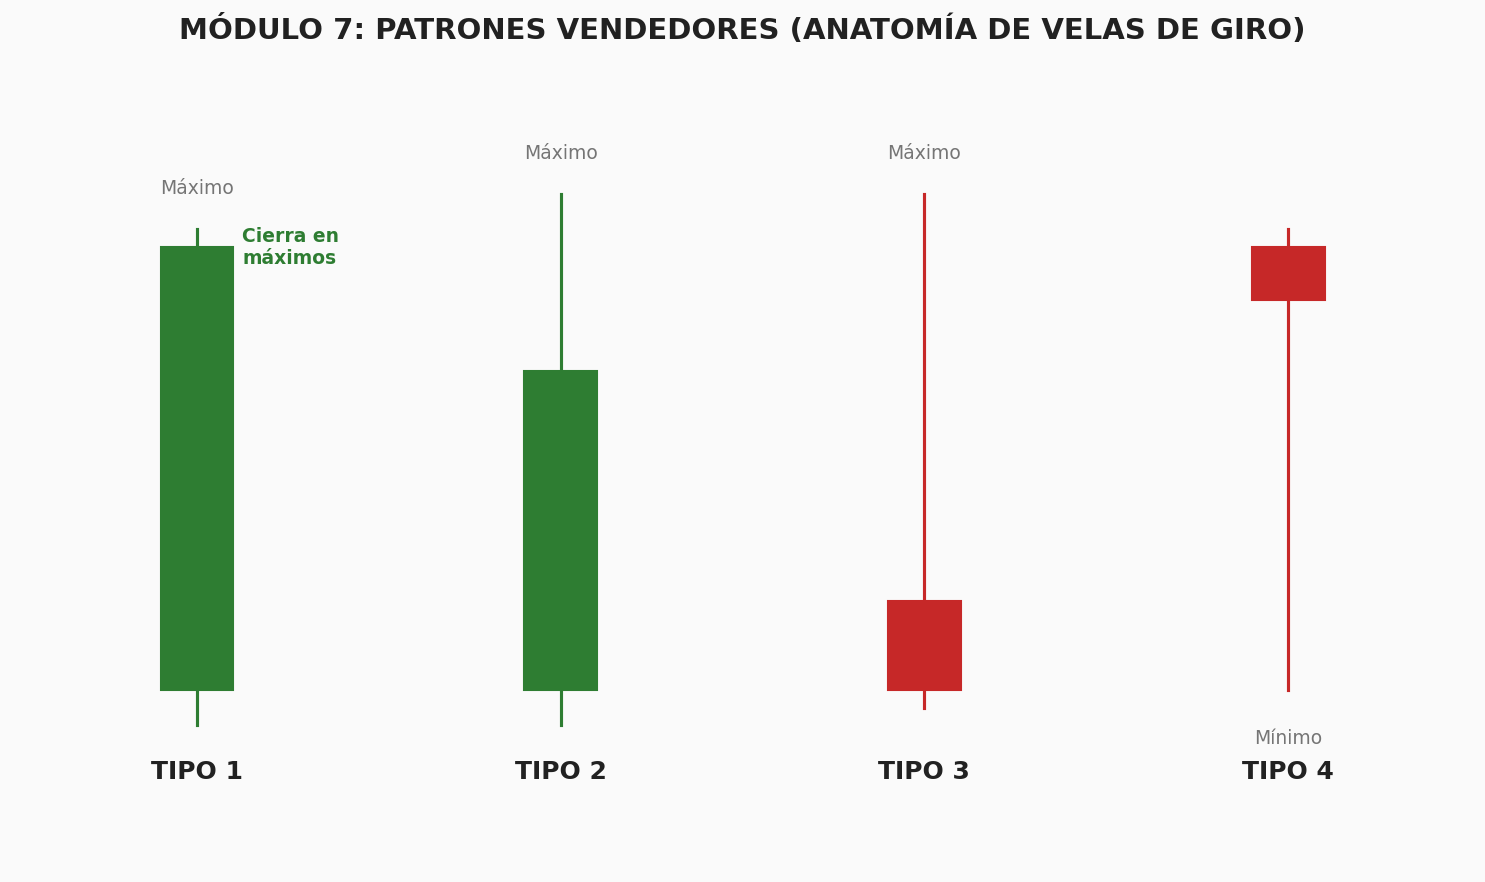 MÓDULO 7: PATRONES VENDEDORES (ANATOMÍA DE VELAS DE GIRO)
Máximo
Cierra en
máximos
TIPO 1
Máximo
TIPO 2
Máximo
TIPO 3
Mínimo
TIPO 4